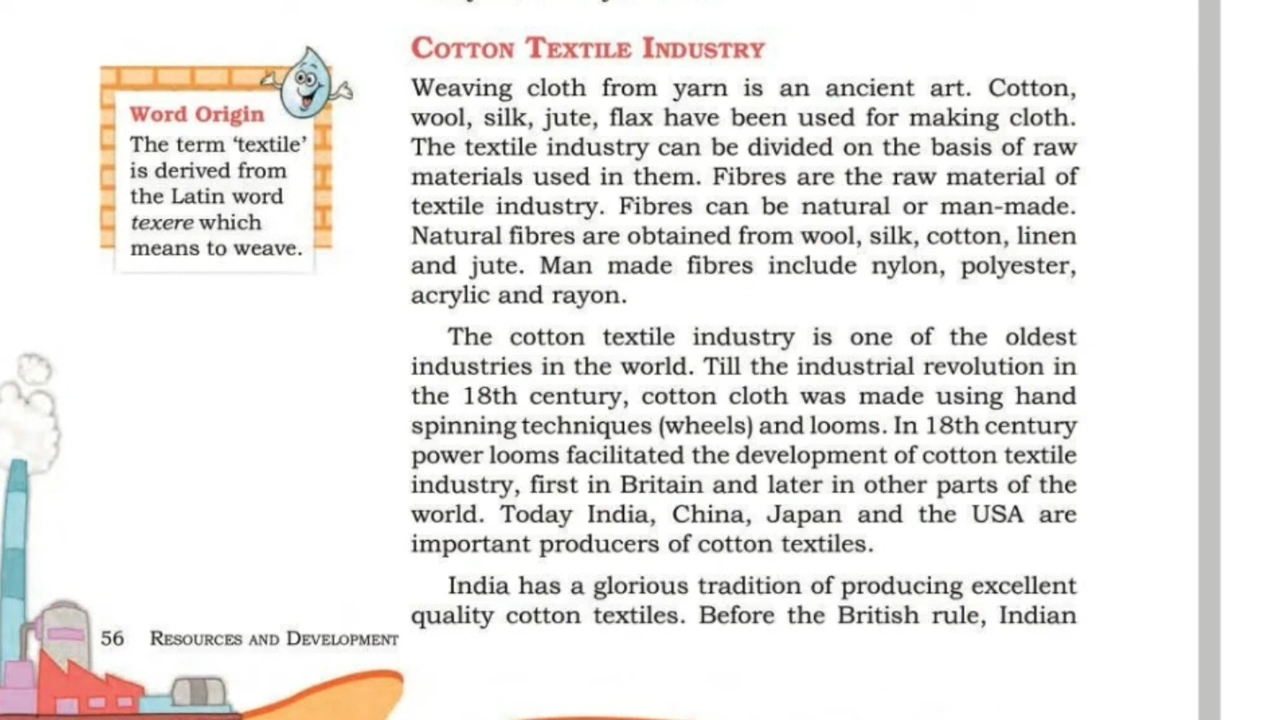 COTTON TEXTILE INDUSTRY
Weaving cloth from yarn is an ancient art. Cotton,
wool, silk, jute, flax have been used for making cloth.
The textile industry can be divided on the basis of raw
materials used in them. Fibres are the raw material of
textile industry. Fibres can be natural or man-made.
Natural fibres are obtained from wool, silk, cotton, linen
and jute. Man made fibres include nylon, polyester,
acrylic and rayon.
The cotton textile industry is one of the oldest
industries in the world. Till the industrial revolution in
the 18th century, cotton cloth was made using hand
spinning techniques (wheels) and looms. In 18th century
power looms facilitated the development of cotton textile
industry, first in Britain and later in other parts of the
world. Today India, China, Japan and the USA are
important producers of cotton textiles.
India has a glorious tradition of producing excellent
quality cotton textiles. Before the British rule, Indian
Word Origin
The term ‘textile’
is derived from
the Latin word
texere which
means to weave.
56 RESOURCES AND DEVELOPMENT